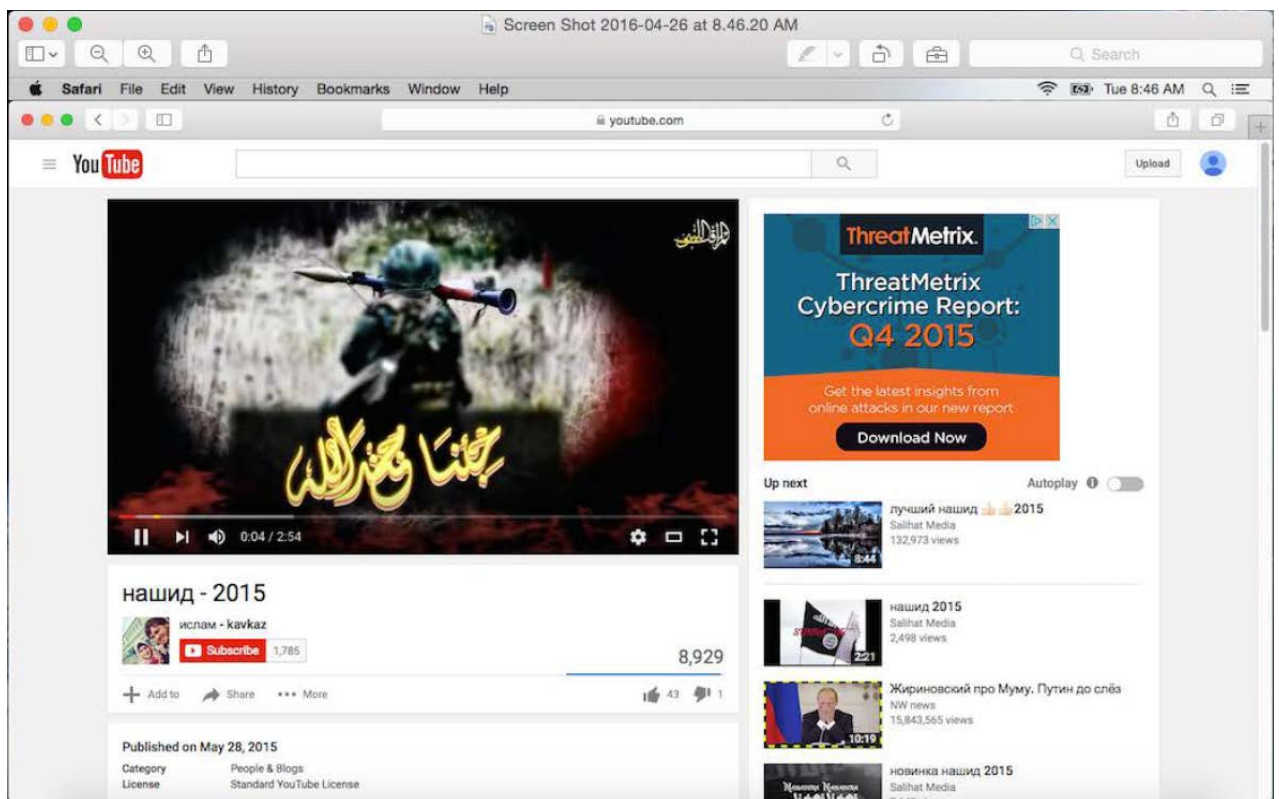 Screen Shot 2016-04-26 at 8.46.20 AM
Search
Safari File Edit View History Bookmarks Window Help
Tue 8:46 AM
youtube.com
YouTube
Upload
جئنا جند الله
0:04 / 2:54
нашид - 2015
ислам - kavkaz
Subscribe 1,785
8,929
Add to Share More
43 1
Published on May 28, 2015
Category People & Blogs
License Standard YouTube License
ThreatMetrix.
ThreatMetrix
Cybercrime Report:
Q4 2015
Get the latest insights from
online attacks in our new report
Download Now
Up next Autoplay
лучший нашид 👍👍 2015
Salihat Media
132,973 views
8:44
нашид 2015
Salihat Media
2,498 views
2:21
Жириновский про Муму. Путин до слёз
NW news
15,843,565 views
10:19
новинка нашид 2015
Salihat Media